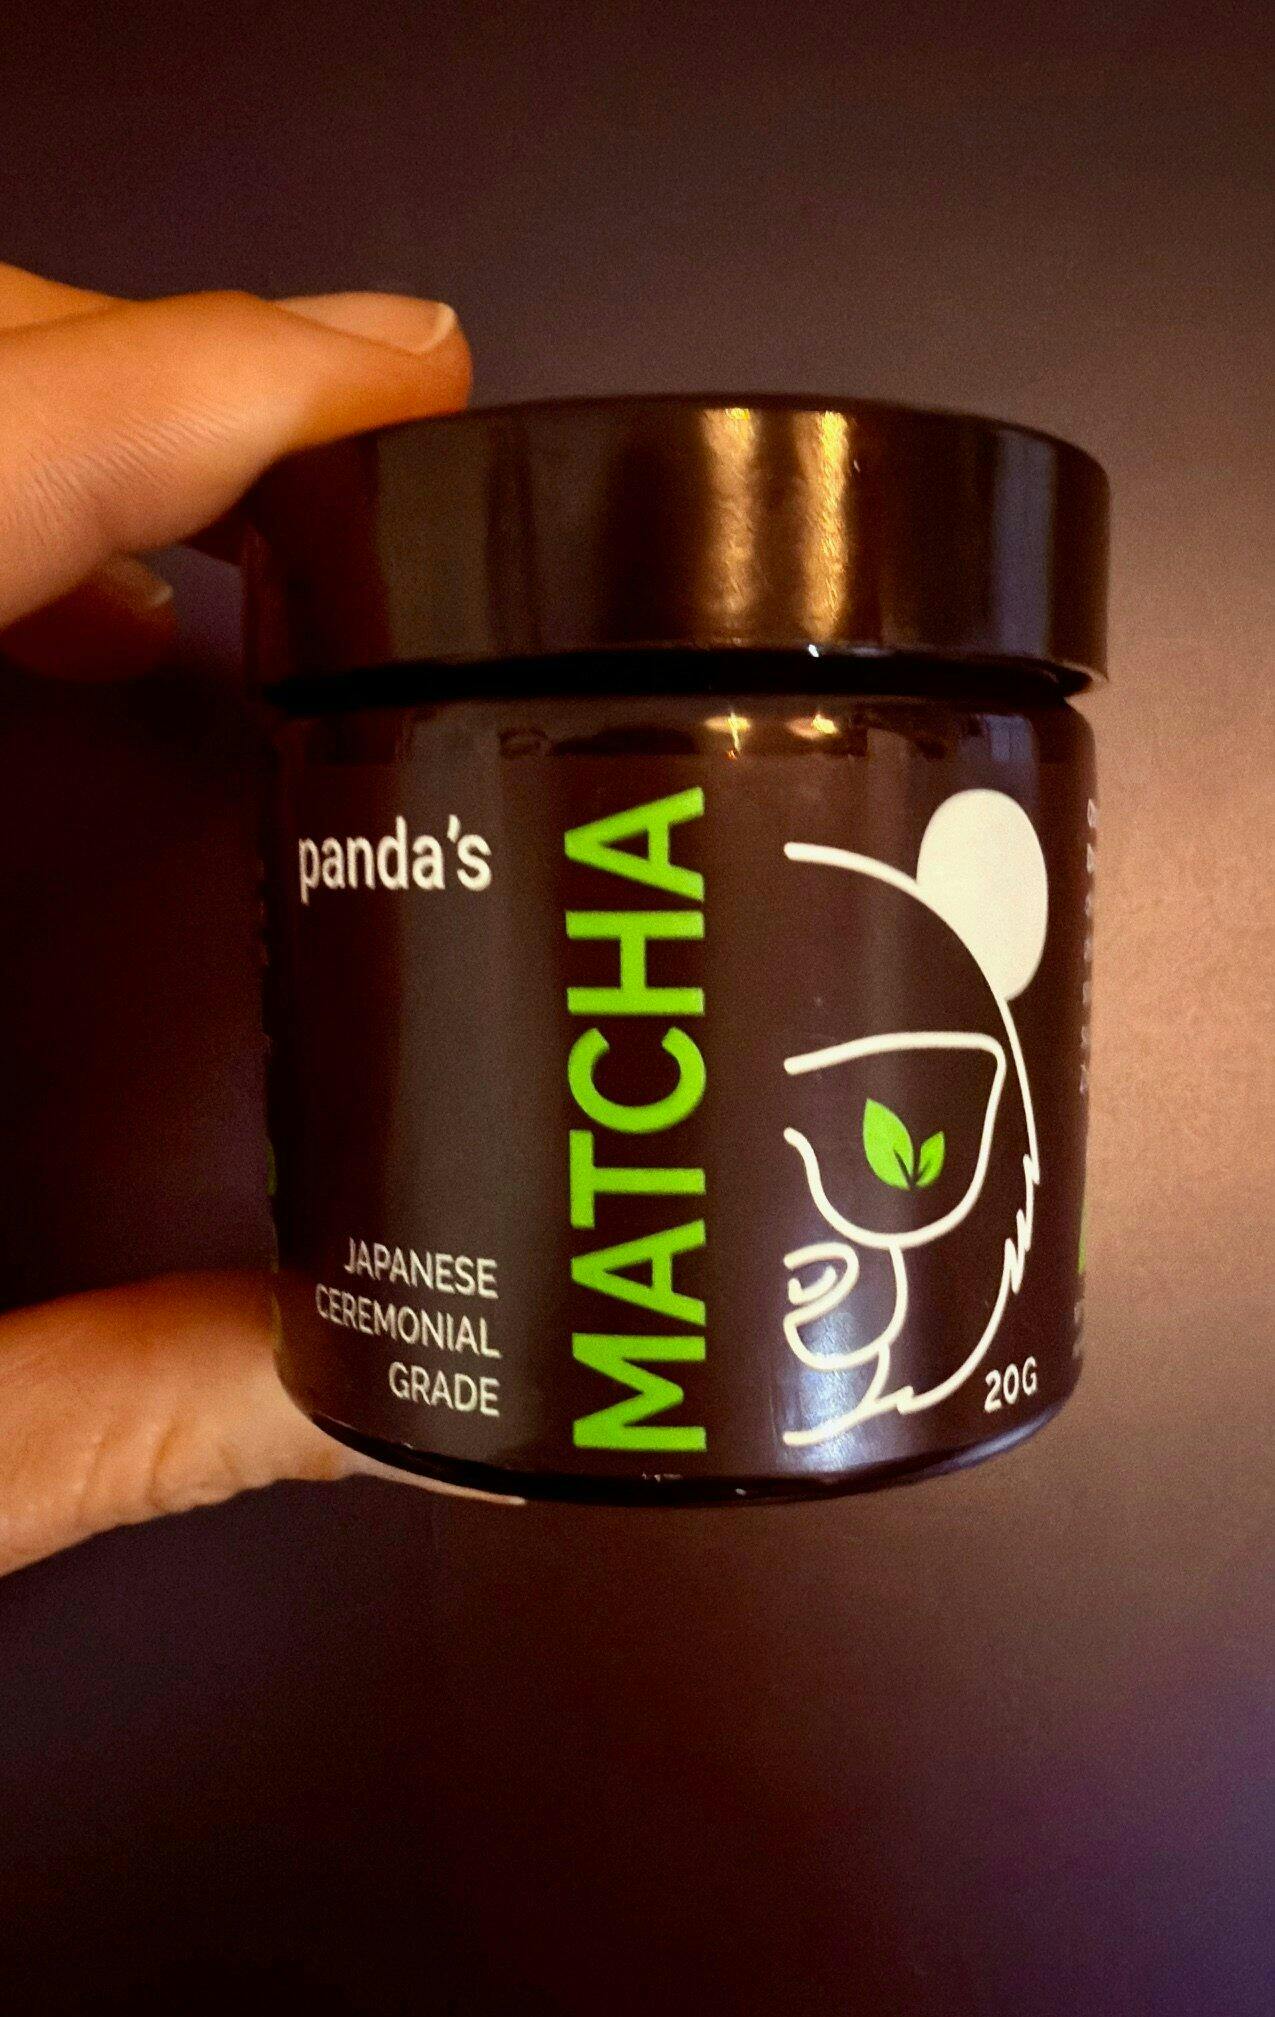 panda's
MATCHA
JAPANESE
CEREMONIAL
GRADE
20G